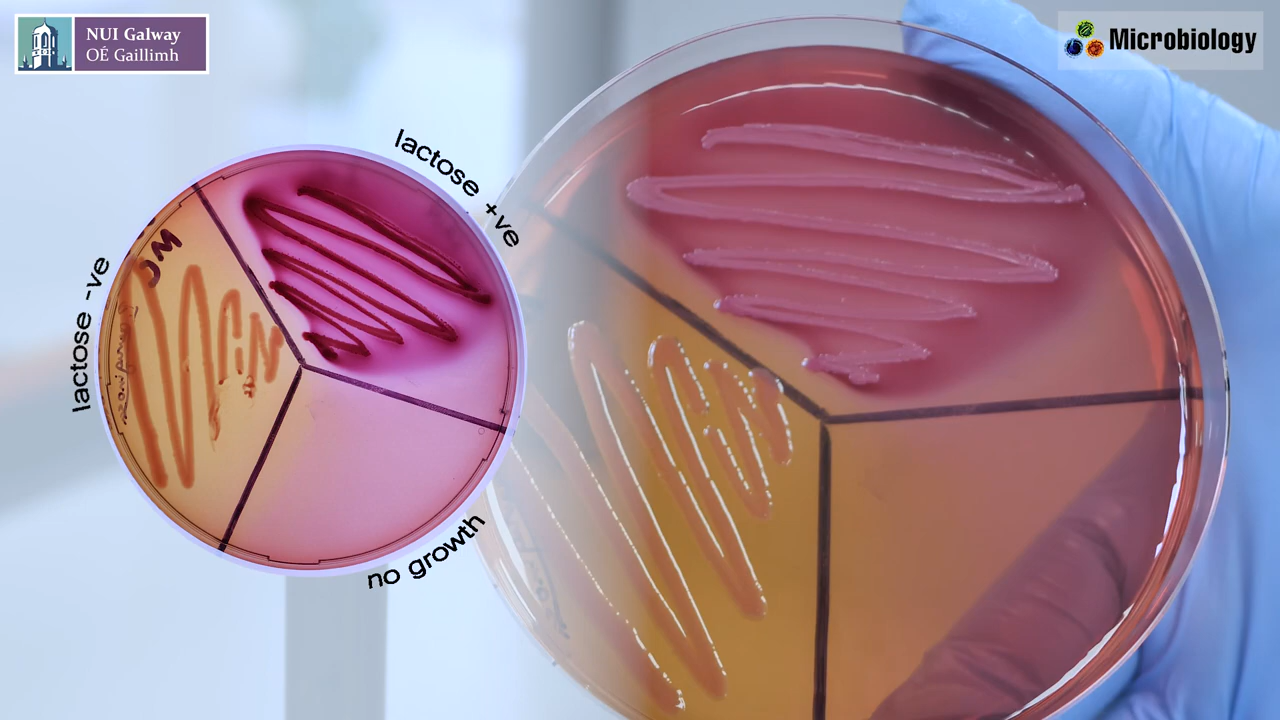 NUI Galway
OÉ Gaillimh
Microbiology
lactose +ve
lactose -ve
no growth